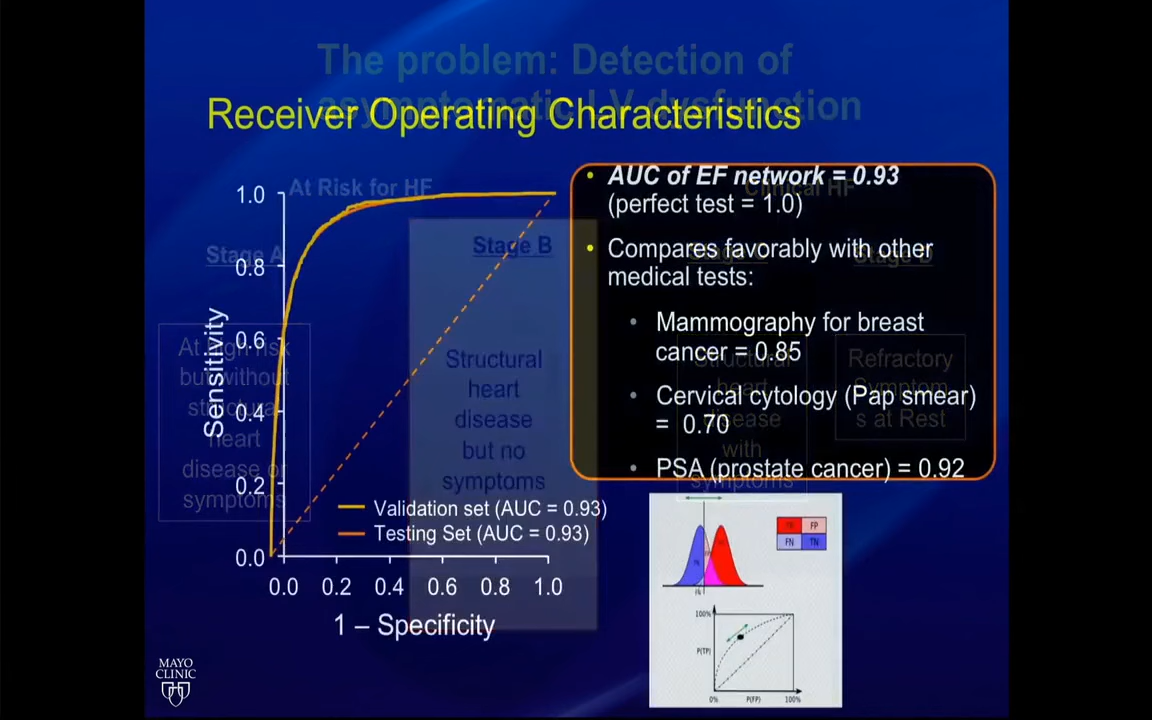 The problem: Detection of
asymptomatic LV dysfunction
Receiver Operating Characteristics
At Risk for HF
Clinical HF
Stage A
Stage B
Stage C
Stage D
At high risk
but without
structural
heart
disease or
symptoms
Structural
heart
disease
but no
symptoms
Structural
heart
disease
with
symptoms
Refractory
Symptom
s at Rest
1.0
0.8
0.6
0.4
0.2
0.0
Sensitivity
0.0 0.2 0.4 0.6 0.8 1.0
1 – Specificity
Validation set (AUC = 0.93)
Testing Set (AUC = 0.93)
• AUC of EF network = 0.93
(perfect test = 1.0)
• Compares favorably with other
medical tests:
• Mammography for breast
cancer = 0.85
• Cervical cytology (Pap smear)
= 0.70
• PSA (prostate cancer) = 0.92
FP
FN TN
100%
P(TP)
0% P(FP) 100%
MAYO
CLINIC